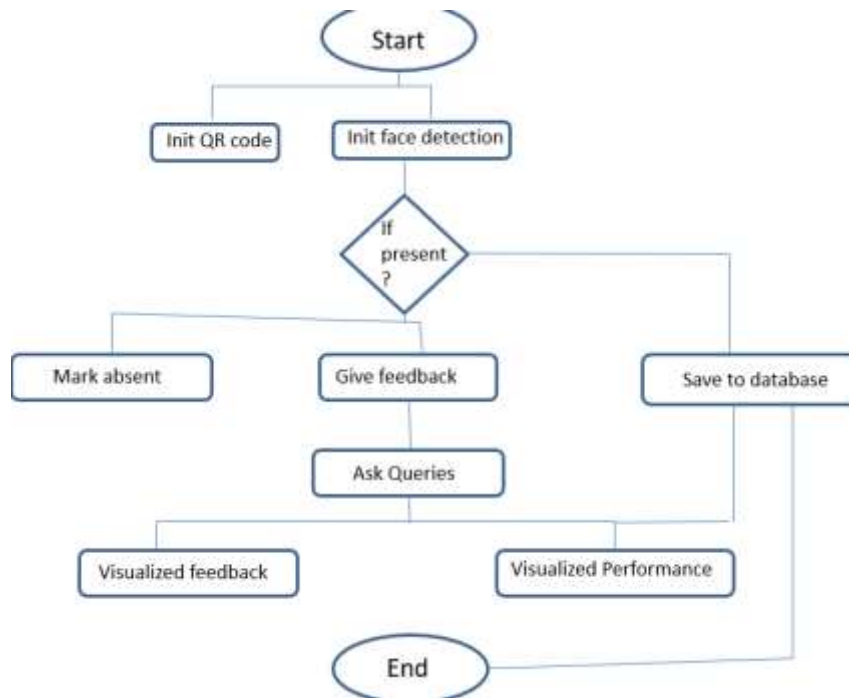 Start
Init QR code
Init face detection
If
present
?
Mark absent
Give feedback
Save to database
Ask Queries
Visualized feedback
Visualized Performance
End